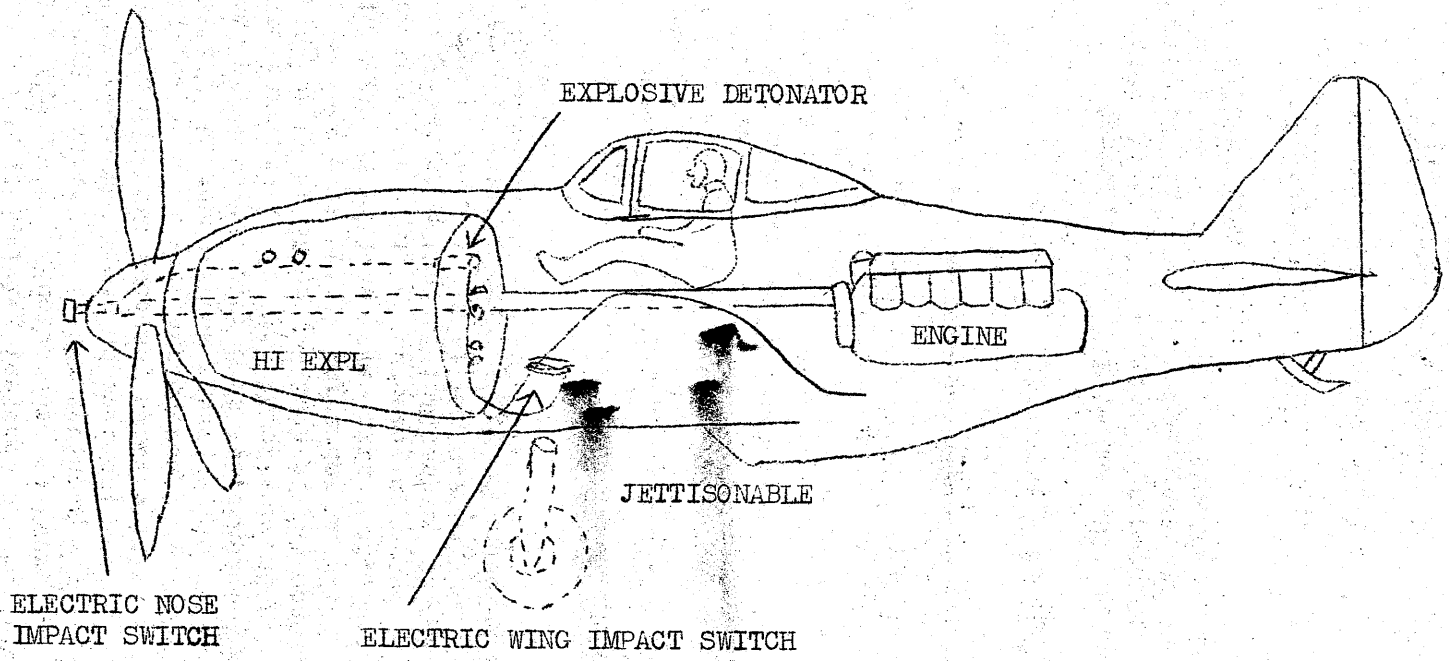 EXPLOSIVE DETONATOR
HI EXPL
ENGINE
JETTISONABLE
ELECTRIC NOSE
IMPACT SWITCH
ELECTRIC WING IMPACT SWITCH